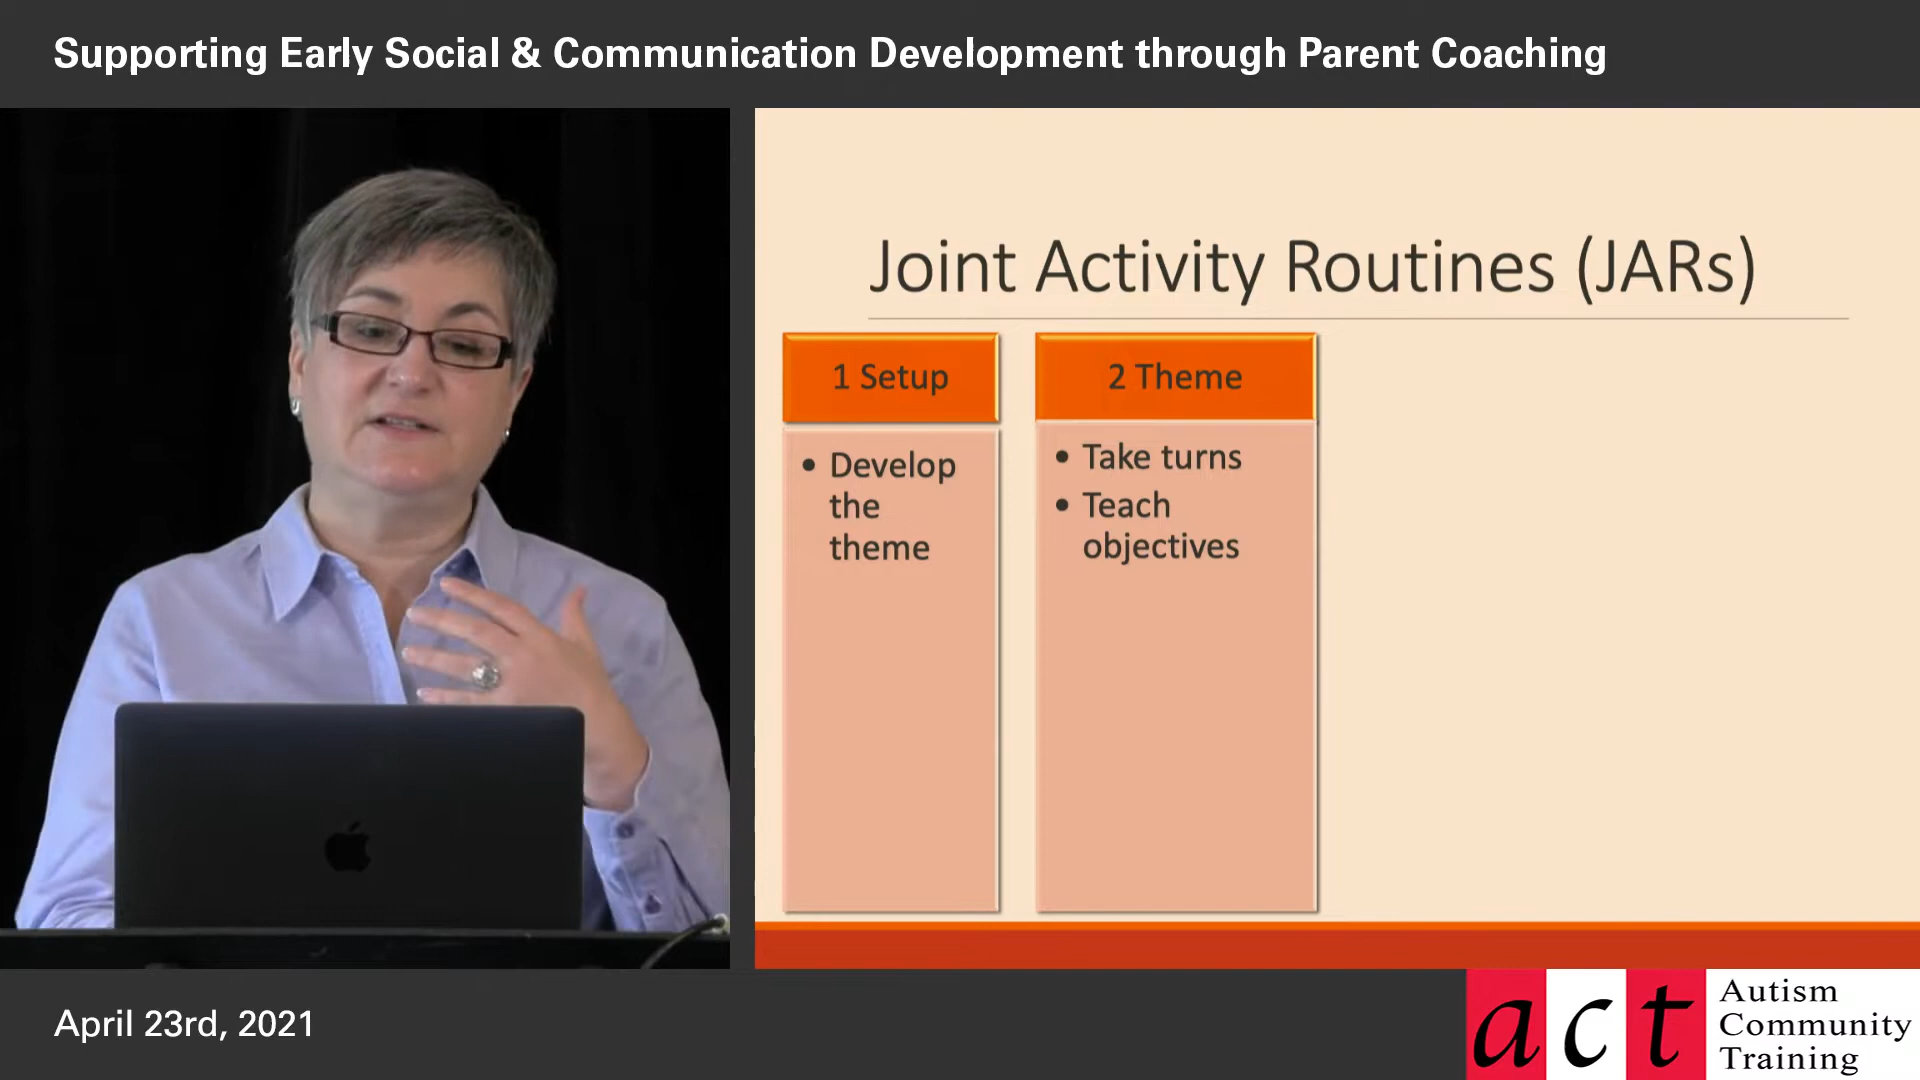 Supporting Early Social & Communication Development through Parent Coaching
Joint Activity Routines (JARs)
1 Setup
• Develop
the
theme
2 Theme
• Take turns
• Teach
objectives
April 23rd, 2021
act
Autism
Community
Training